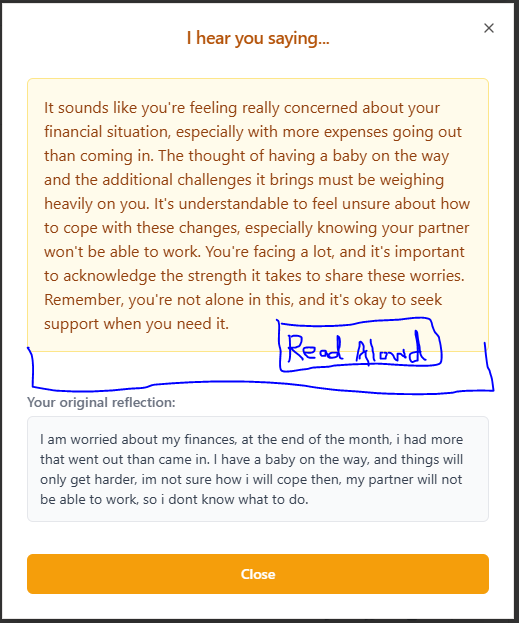 I hear you saying...
It sounds like you're feeling really concerned about your
financial situation, especially with more expenses going out
than coming in. The thought of having a baby on the way
and the additional challenges it brings must be weighing
heavily on you. It's understandable to feel unsure about how
to cope with these changes, especially knowing your partner
won't be able to work. You're facing a lot, and it's important
to acknowledge the strength it takes to share these worries.
Remember, you're not alone in this, and it's okay to seek
support when you need it.
Read Aloud
Your original reflection:
I am worried about my finances, at the end of the month, i had more
that went out than came in. I have a baby on the way, and things will
only get harder, im not sure how i will cope then, my partner will not
be able to work, so i dont know what to do.
Close